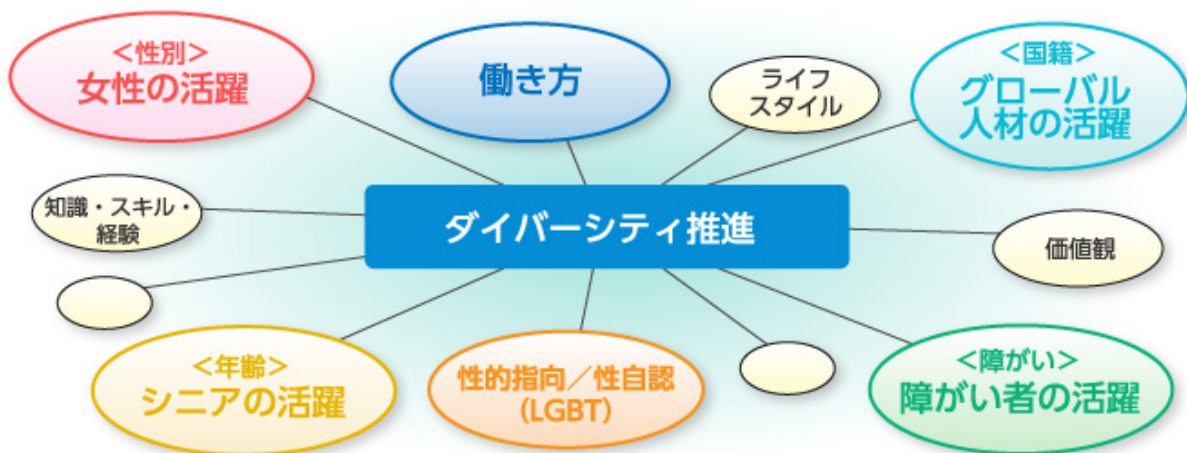 <性別>
女性の活躍
働き方
ライフ
スタイル
<国籍>
グローバル
人材の活躍
知識・スキル・
経験
ダイバーシティ推進
価値観
<年齢>
シニアの活躍
性的指向／性自認
(LGBT)
<障がい>
障がい者の活躍